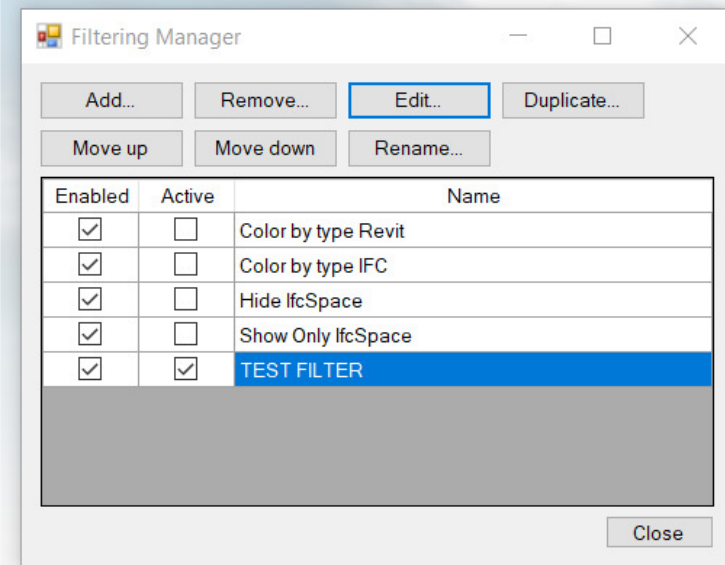 Filtering Manager
Add... Remove... Edit... Duplicate...
Move up Move down Rename...
Enabled Active Name
Color by type Revit
Color by type IFC
Hide IfcSpace
Show Only IfcSpace
TEST FILTER
Close